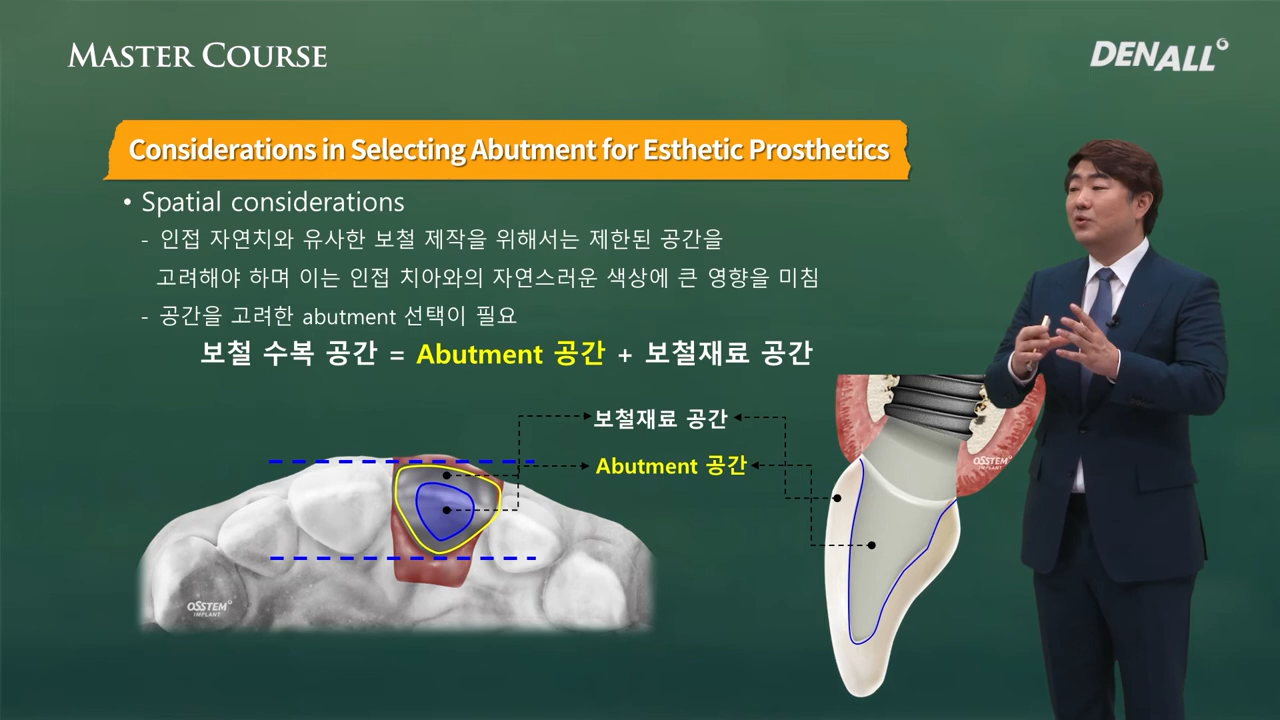 MASTER COURSE
DENALL
Considerations in Selecting Abutment for Esthetic Prosthetics
• Spatial considerations
- 인접 자연치와 유사한 보철 제작을 위해서는 제한된 공간을
고려해야 하며 이는 인접 치아와의 자연스러운 색상에 큰 영향을 미침
- 공간을 고려한 abutment 선택이 필요
보철 수복 공간 = Abutment 공간 + 보철재료 공간
보철재료 공간
Abutment 공간
OSSTEM
IMPLANT
OSSTEM
IMPLANT